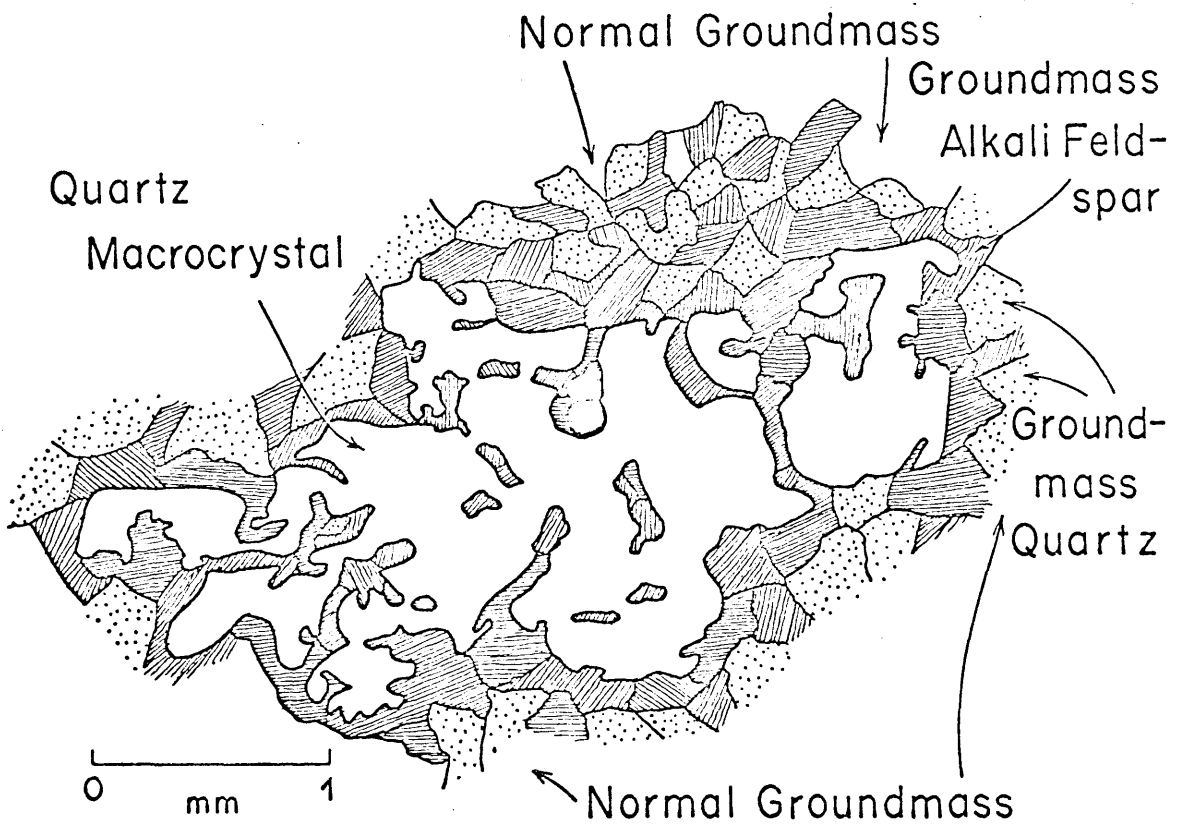 Normal Groundmass
Groundmass
Alkali Feld-
spar
Quartz
Macrocrystal
Ground-
mass
Quartz
0 1
mm
Normal Groundmass